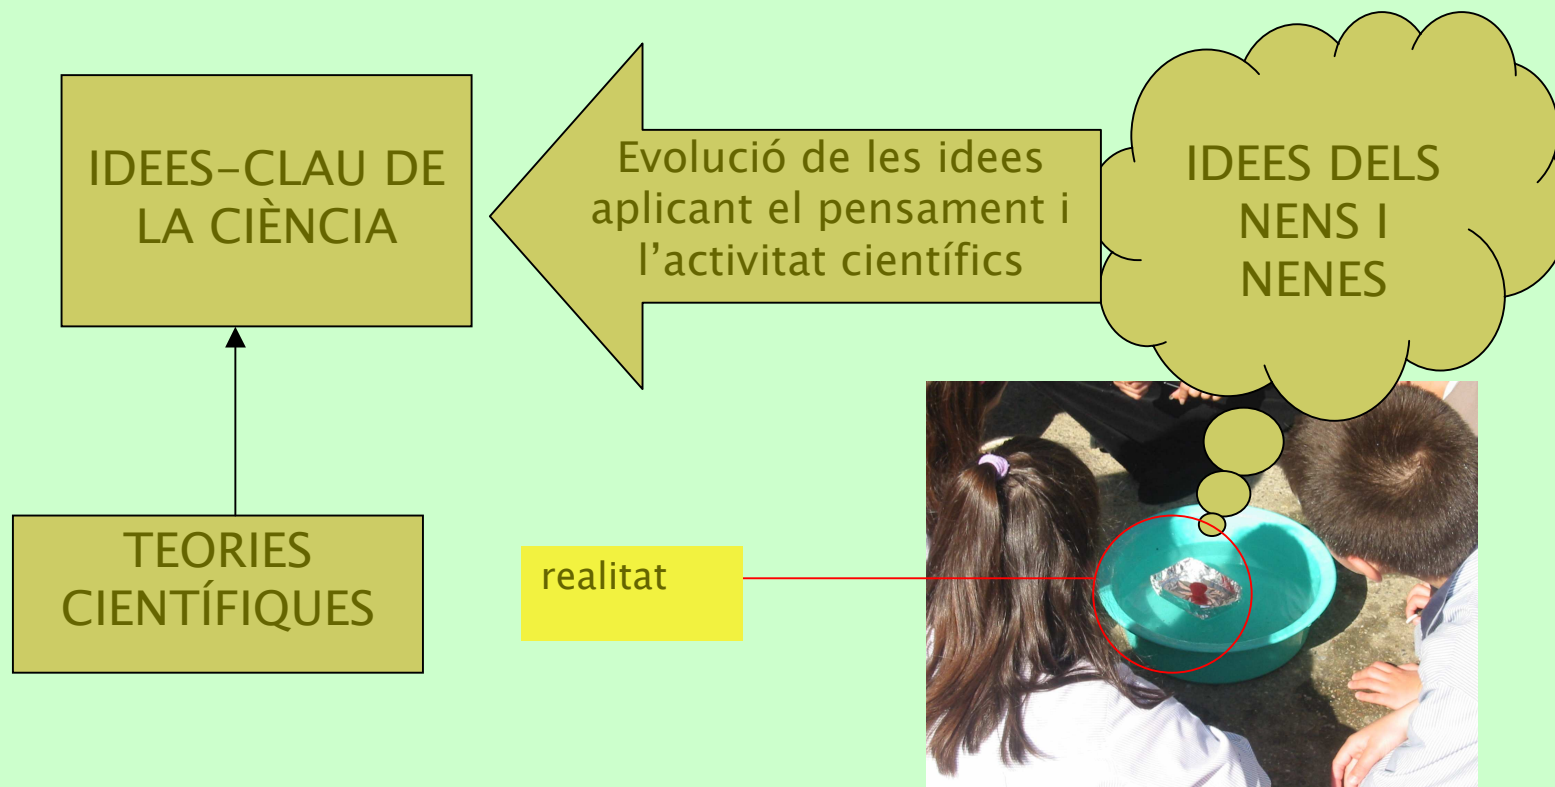 IDEES-CLAU DE
LA CIÈNCIA
Evolució de les idees
aplicant el pensament i
l’activitat científics
IDEES DELS
NENS I
NENES
TEORIES
CIENTÍFIQUES
realitat